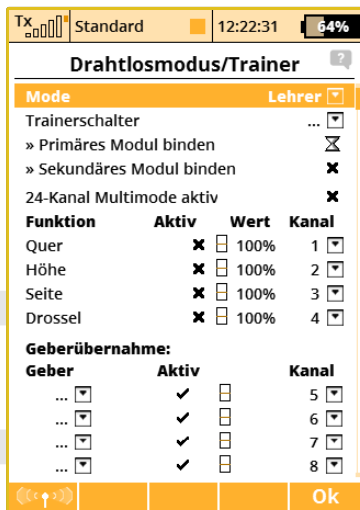 Tx Standard 12:22:31 64%
Drahtlosmodus/Trainer ?
Mode Lehrer
Trainerschalter ...
» Primäres Modul binden
» Sekundäres Modul binden
24-Kanal Multimode aktiv
Funktion Aktiv Wert Kanal
Quer 100% 1
Höhe 100% 2
Seite 100% 3
Drossel 100% 4
Geberübernahme:
Geber Aktiv Kanal
... 5
... 6
... 7
... 8
Ok